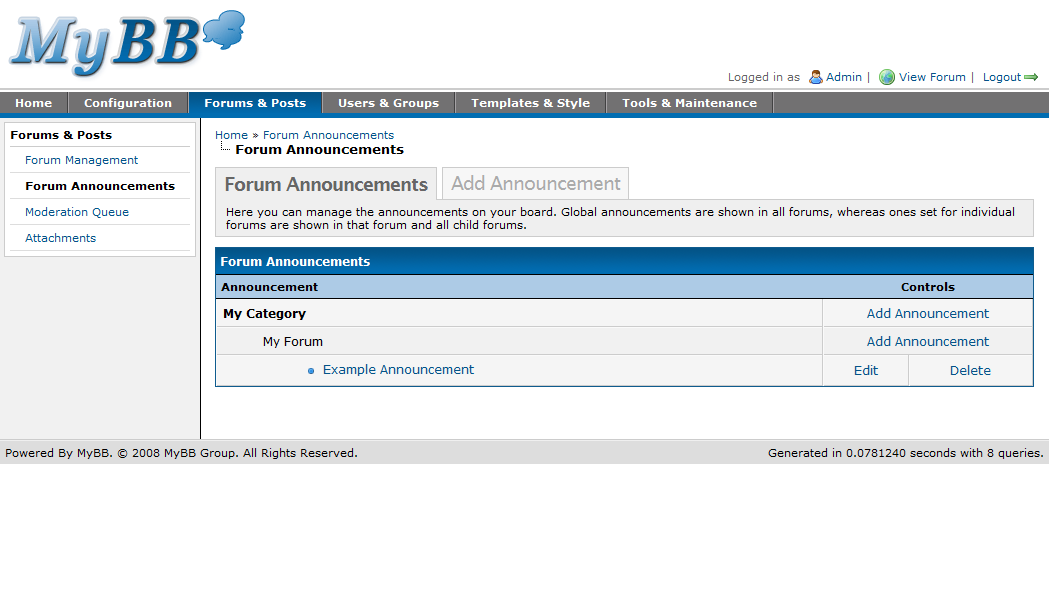 MyBB
Logged in as Admin | View Forum | Logout
Home Configuration Forums & Posts Users & Groups Templates & Style Tools & Maintenance
Forums & Posts
Forum Management
Forum Announcements
Moderation Queue
Attachments
Home » Forum Announcements
Forum Announcements
Forum Announcements Add Announcement
Here you can manage the announcements on your board. Global announcements are shown in all forums, whereas ones set for individual
forums are shown in that forum and all child forums.
Forum Announcements
Announcement Controls
My Category Add Announcement
My Forum Add Announcement
Example Announcement Edit Delete
Powered By MyBB. © 2008 MyBB Group. All Rights Reserved. Generated in 0.0781240 seconds with 8 queries.